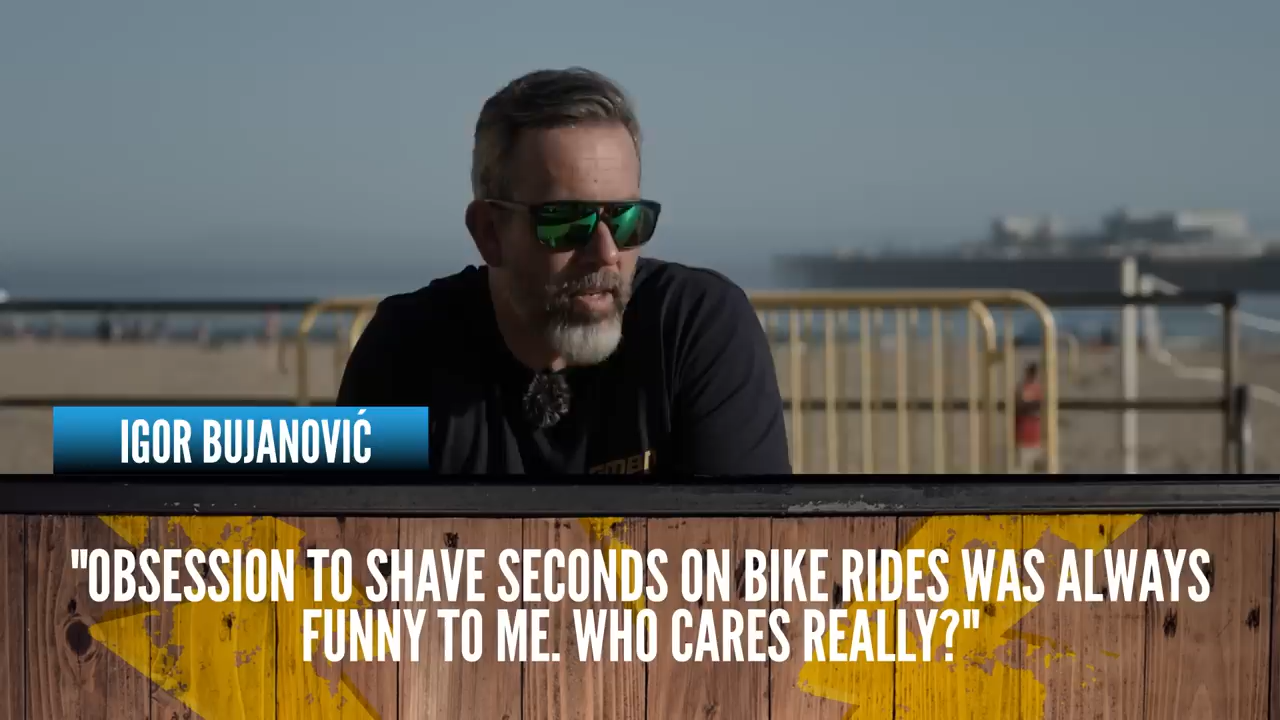 IGOR BUJANOVIĆ
"OBSESSION TO SHAVE SECONDS ON BIKE RIDES WAS ALWAYS
FUNNY TO ME. WHO CARES REALLY?"